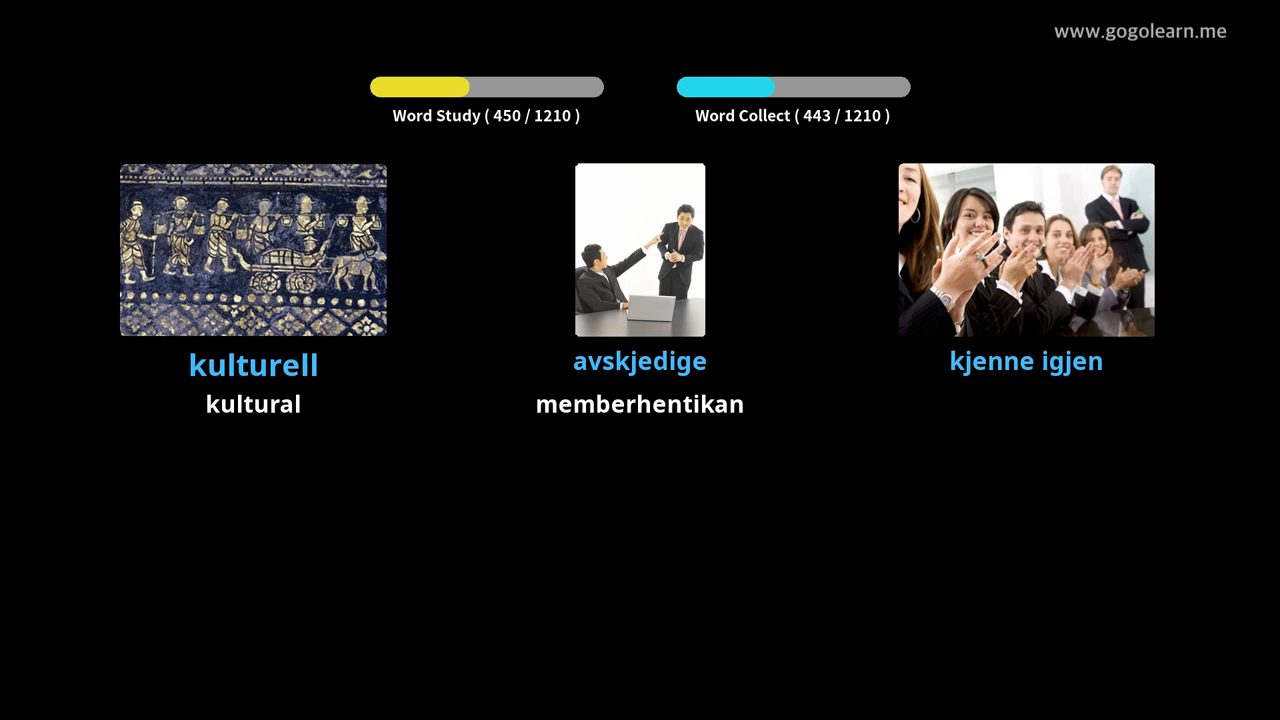 www.gogolearn.me
Word Study ( 450 / 1210 )
Word Collect ( 443 / 1210 )
kulturell
kultural
avskjedige
memberhentikan
kjenne igjen